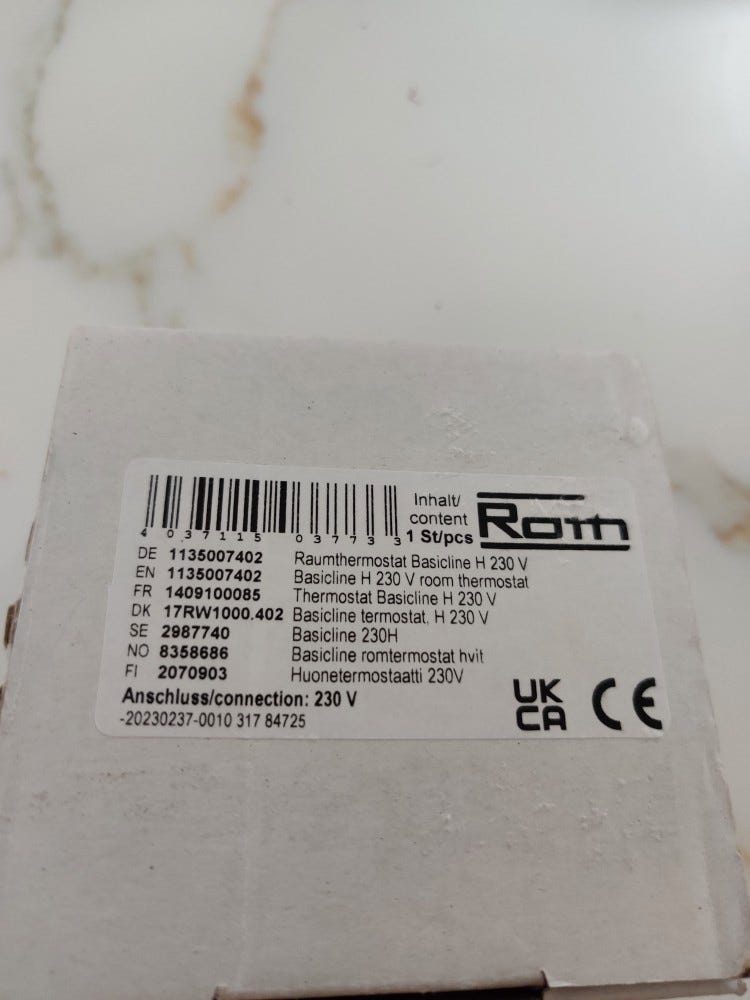 Inhalt/
content
1 St/pcs
Roth
4 037115 037733
DE 1135007402 Raumthermostat Basicline H 230 V
EN 1135007402 Basicline H 230 V room thermostat
FR 1409100085 Thermostat Basicline H 230 V
DK 17RW1000.402 Basicline termostat, H 230 V
SE 2987740 Basicline 230H
NO 8358686 Basicline romtermostat hvit
FI 2070903 Huonetermostaatti 230V
Anschluss/connection: 230 V
-20230237-0010 317 84725
UK
CA
CE